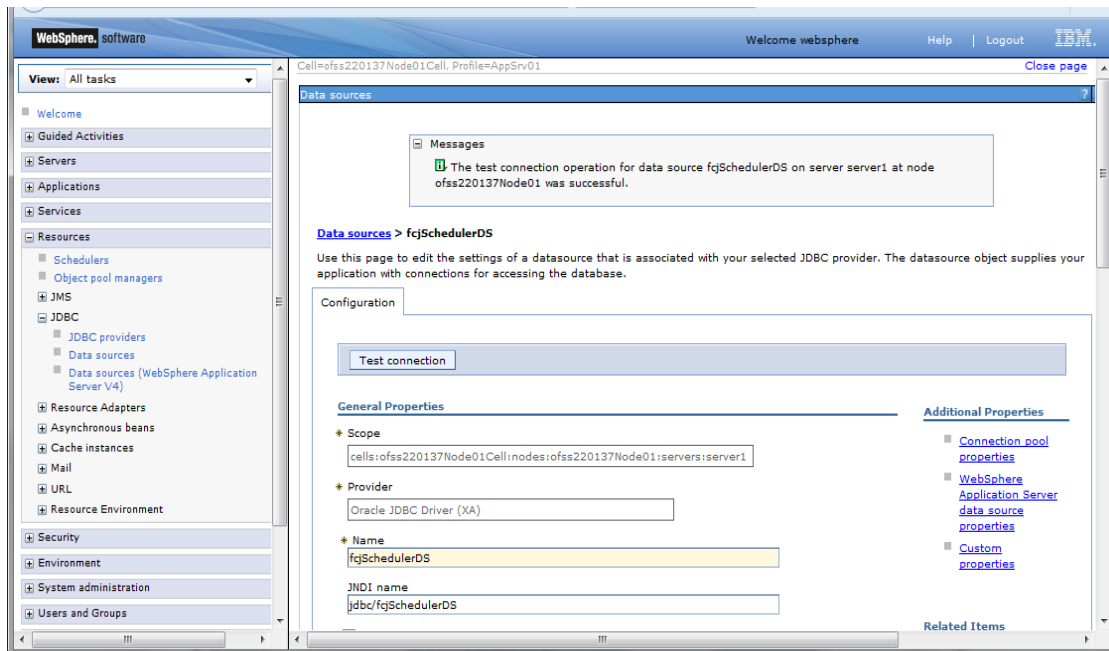 WebSphere. software
Welcome websphere
Help | Logout
IBM.
View: All tasks
Welcome
Guided Activities
Servers
Applications
Services
Resources
Schedulers
Object pool managers
JMS
JDBC
JDBC providers
Data sources
Data sources (WebSphere Application
Server V4)
Resource Adapters
Asynchronous beans
Cache instances
Mail
URL
Resource Environment
Security
Environment
System administration
Users and Groups
Cell=ofss220137Node01Cell, Profile=AppSrv01
Close page
Data sources
?
Messages
The test connection operation for data source fcjSchedulerDS on server server1 at node
ofss220137Node01 was successful.
Data sources > fcjSchedulerDS
Use this page to edit the settings of a datasource that is associated with your selected JDBC provider. The datasource object supplies your
application with connections for accessing the database.
Configuration
Test connection
General Properties
* Scope
cells:ofss220137Node01Cell:nodes:ofss220137Node01:servers:server1
* Provider
Oracle JDBC Driver (XA)
* Name
fcjSchedulerDS
JNDI name
jdbc/fcjSchedulerDS
Additional Properties
Connection pool
properties
WebSphere
Application Server
data source
properties
Custom
properties
Related Items